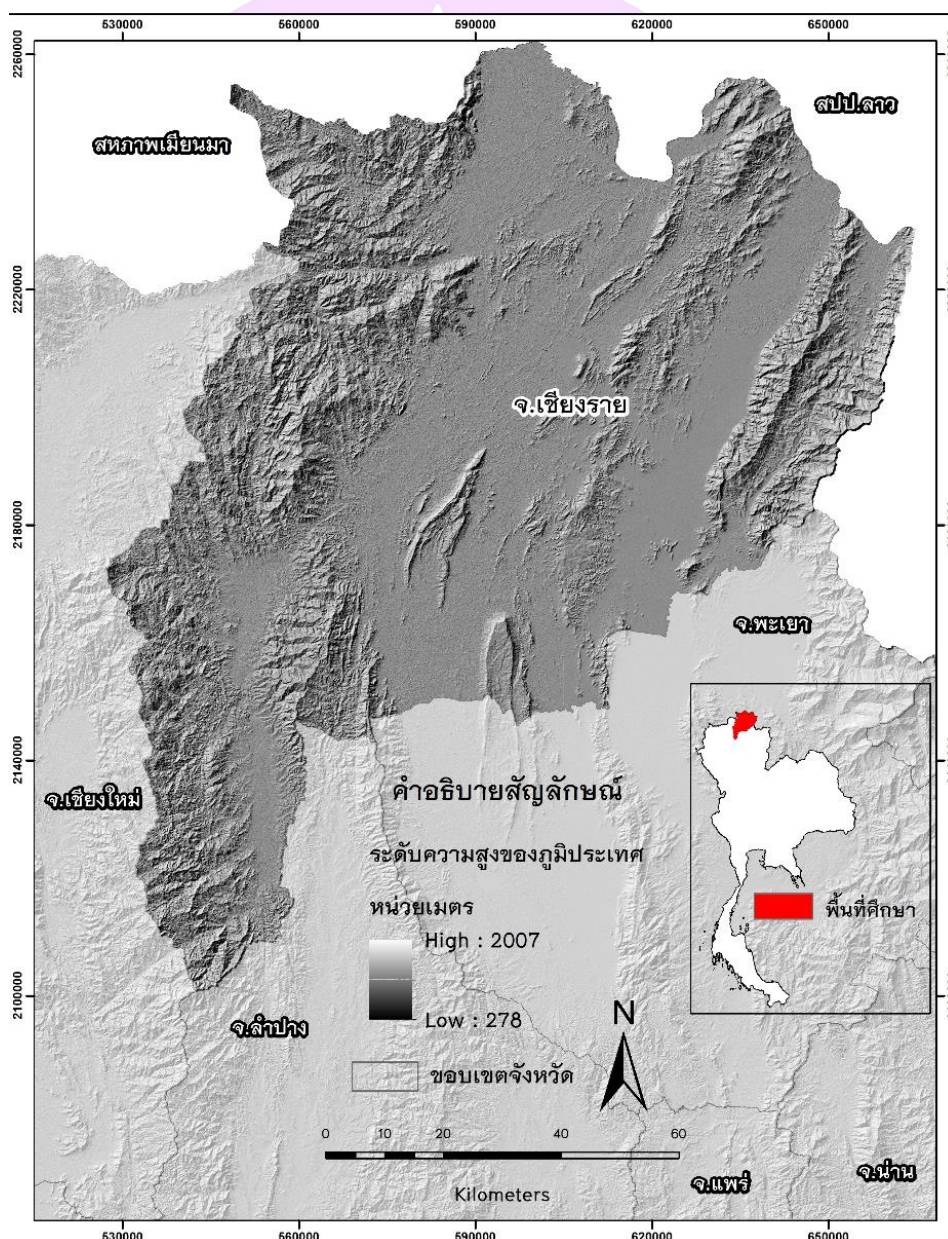 530000 560000 590000 620000 650000
2260000
2220000
2180000
2140000
2100000
สปป.ลาว
สหภาพเมียนมา
จ.เชียงราย
จ.พะเยา
จ.เชียงใหม่
คำอธิบายสัญลักษณ์
ระดับความสูงของภูมิประเทศ
หน่วยเมตร
High : 2007
Low : 278
ขอบเขตจังหวัด
พื้นที่ศึกษา
จ.ลำปาง
N
0 10 20 40 60
Kilometers
จ.แพร่
จ.น่าน
530000 560000 590000 620000 650000